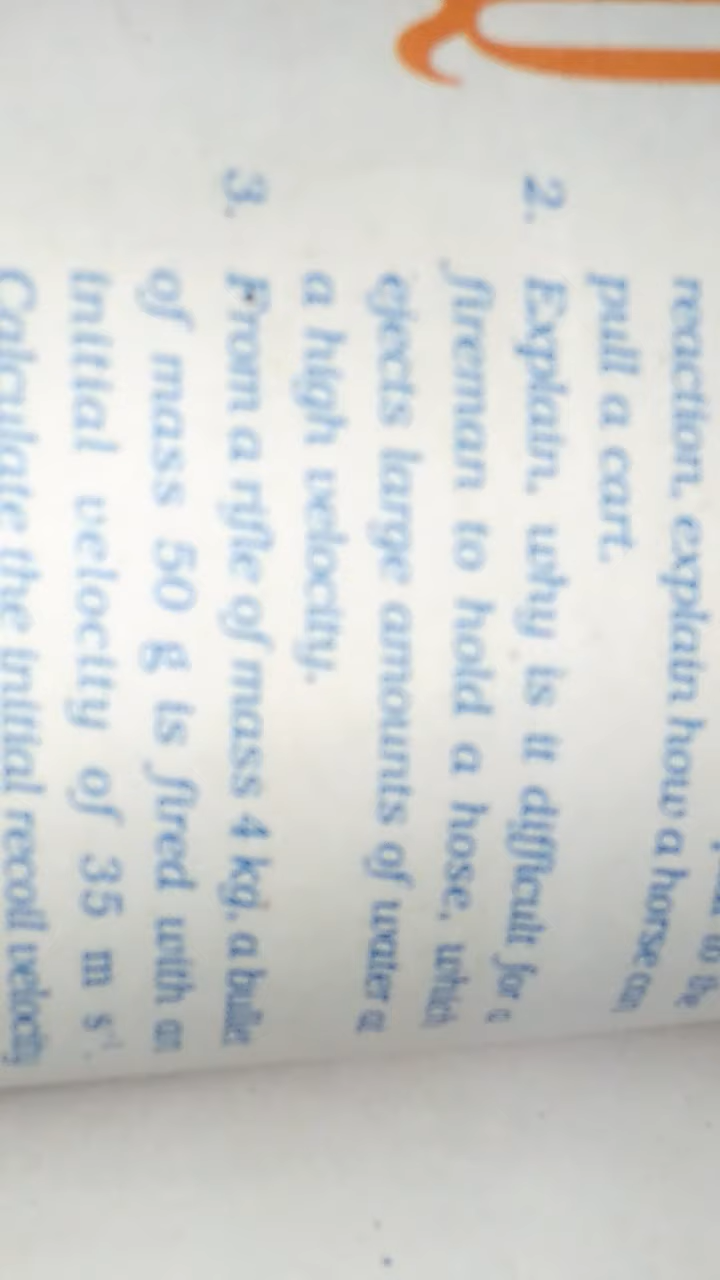 to the
reaction, explain how a horse can
pull a cart.
2. Explain, why is it difficult for a
fireman to hold a hose, which
ejects large amounts of water at
a high velocity.
3. From a rifle of mass 4 kg, a bullet
of mass 50 g is fired with an
initial velocity of 35 m s⁻¹.
Calculate the initial recoil velocity